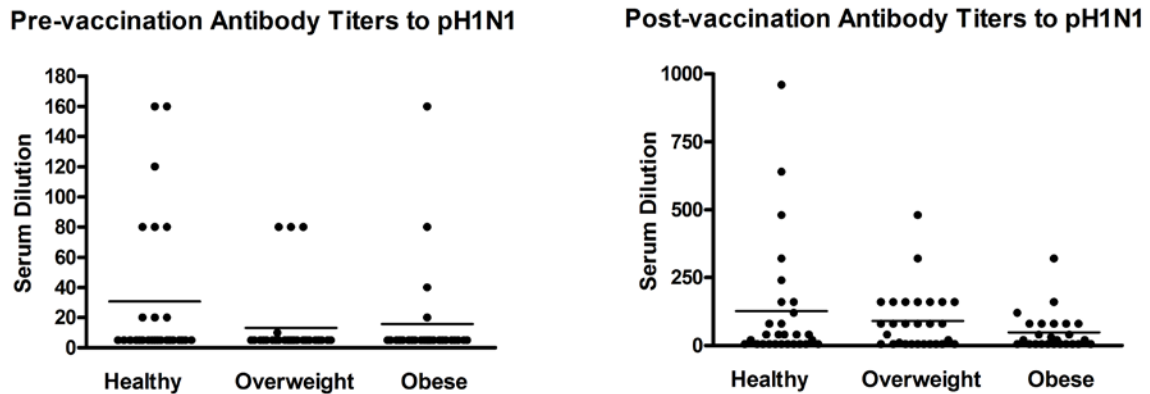 Pre-vaccination Antibody Titers to pH1N1
180
160
140
120
100
80
60
40
20
0
Serum Dilution
Healthy Overweight Obese
Post-vaccination Antibody Titers to pH1N1
1000
750
500
250
0
Serum Dilution
Healthy Overweight Obese